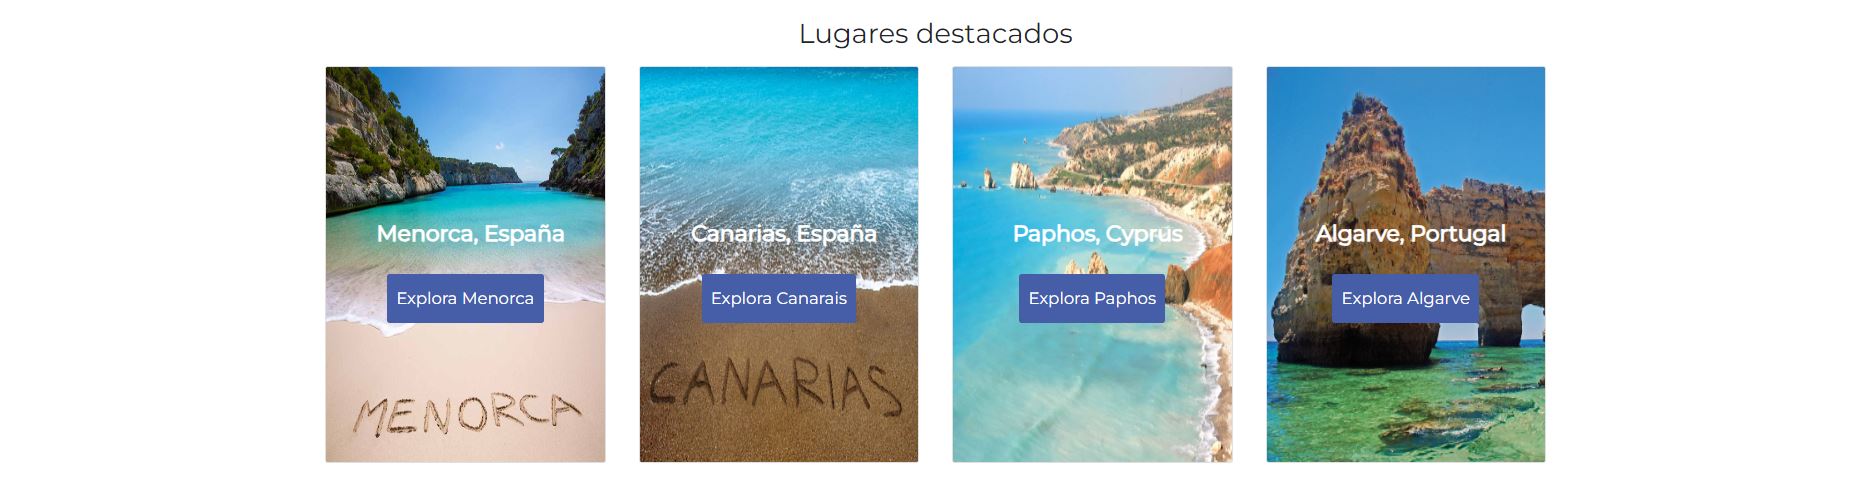 Lugares destacados
Menorca, España
Explora Menorca
MENORCA
Canarias, España
Explora Canarais
CANARIAS
Paphos, Cyprus
Explora Paphos
Algarve, Portugal
Explora Algarve